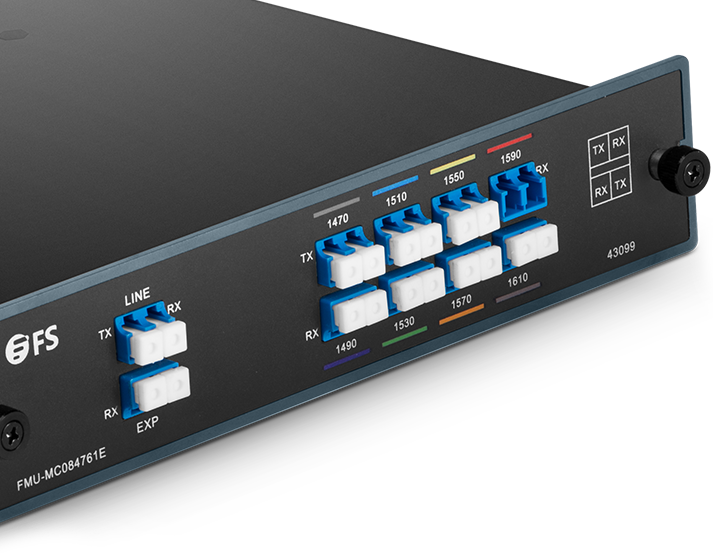 1470 1510 1550 1590
TX RX
TX RX
RX TX
LINE
TX RX
RX
1490 1530 1570 1610
43099
FS
RX
EXP
FMU-MC084761E